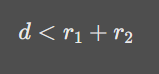 d < r₁ + r₂